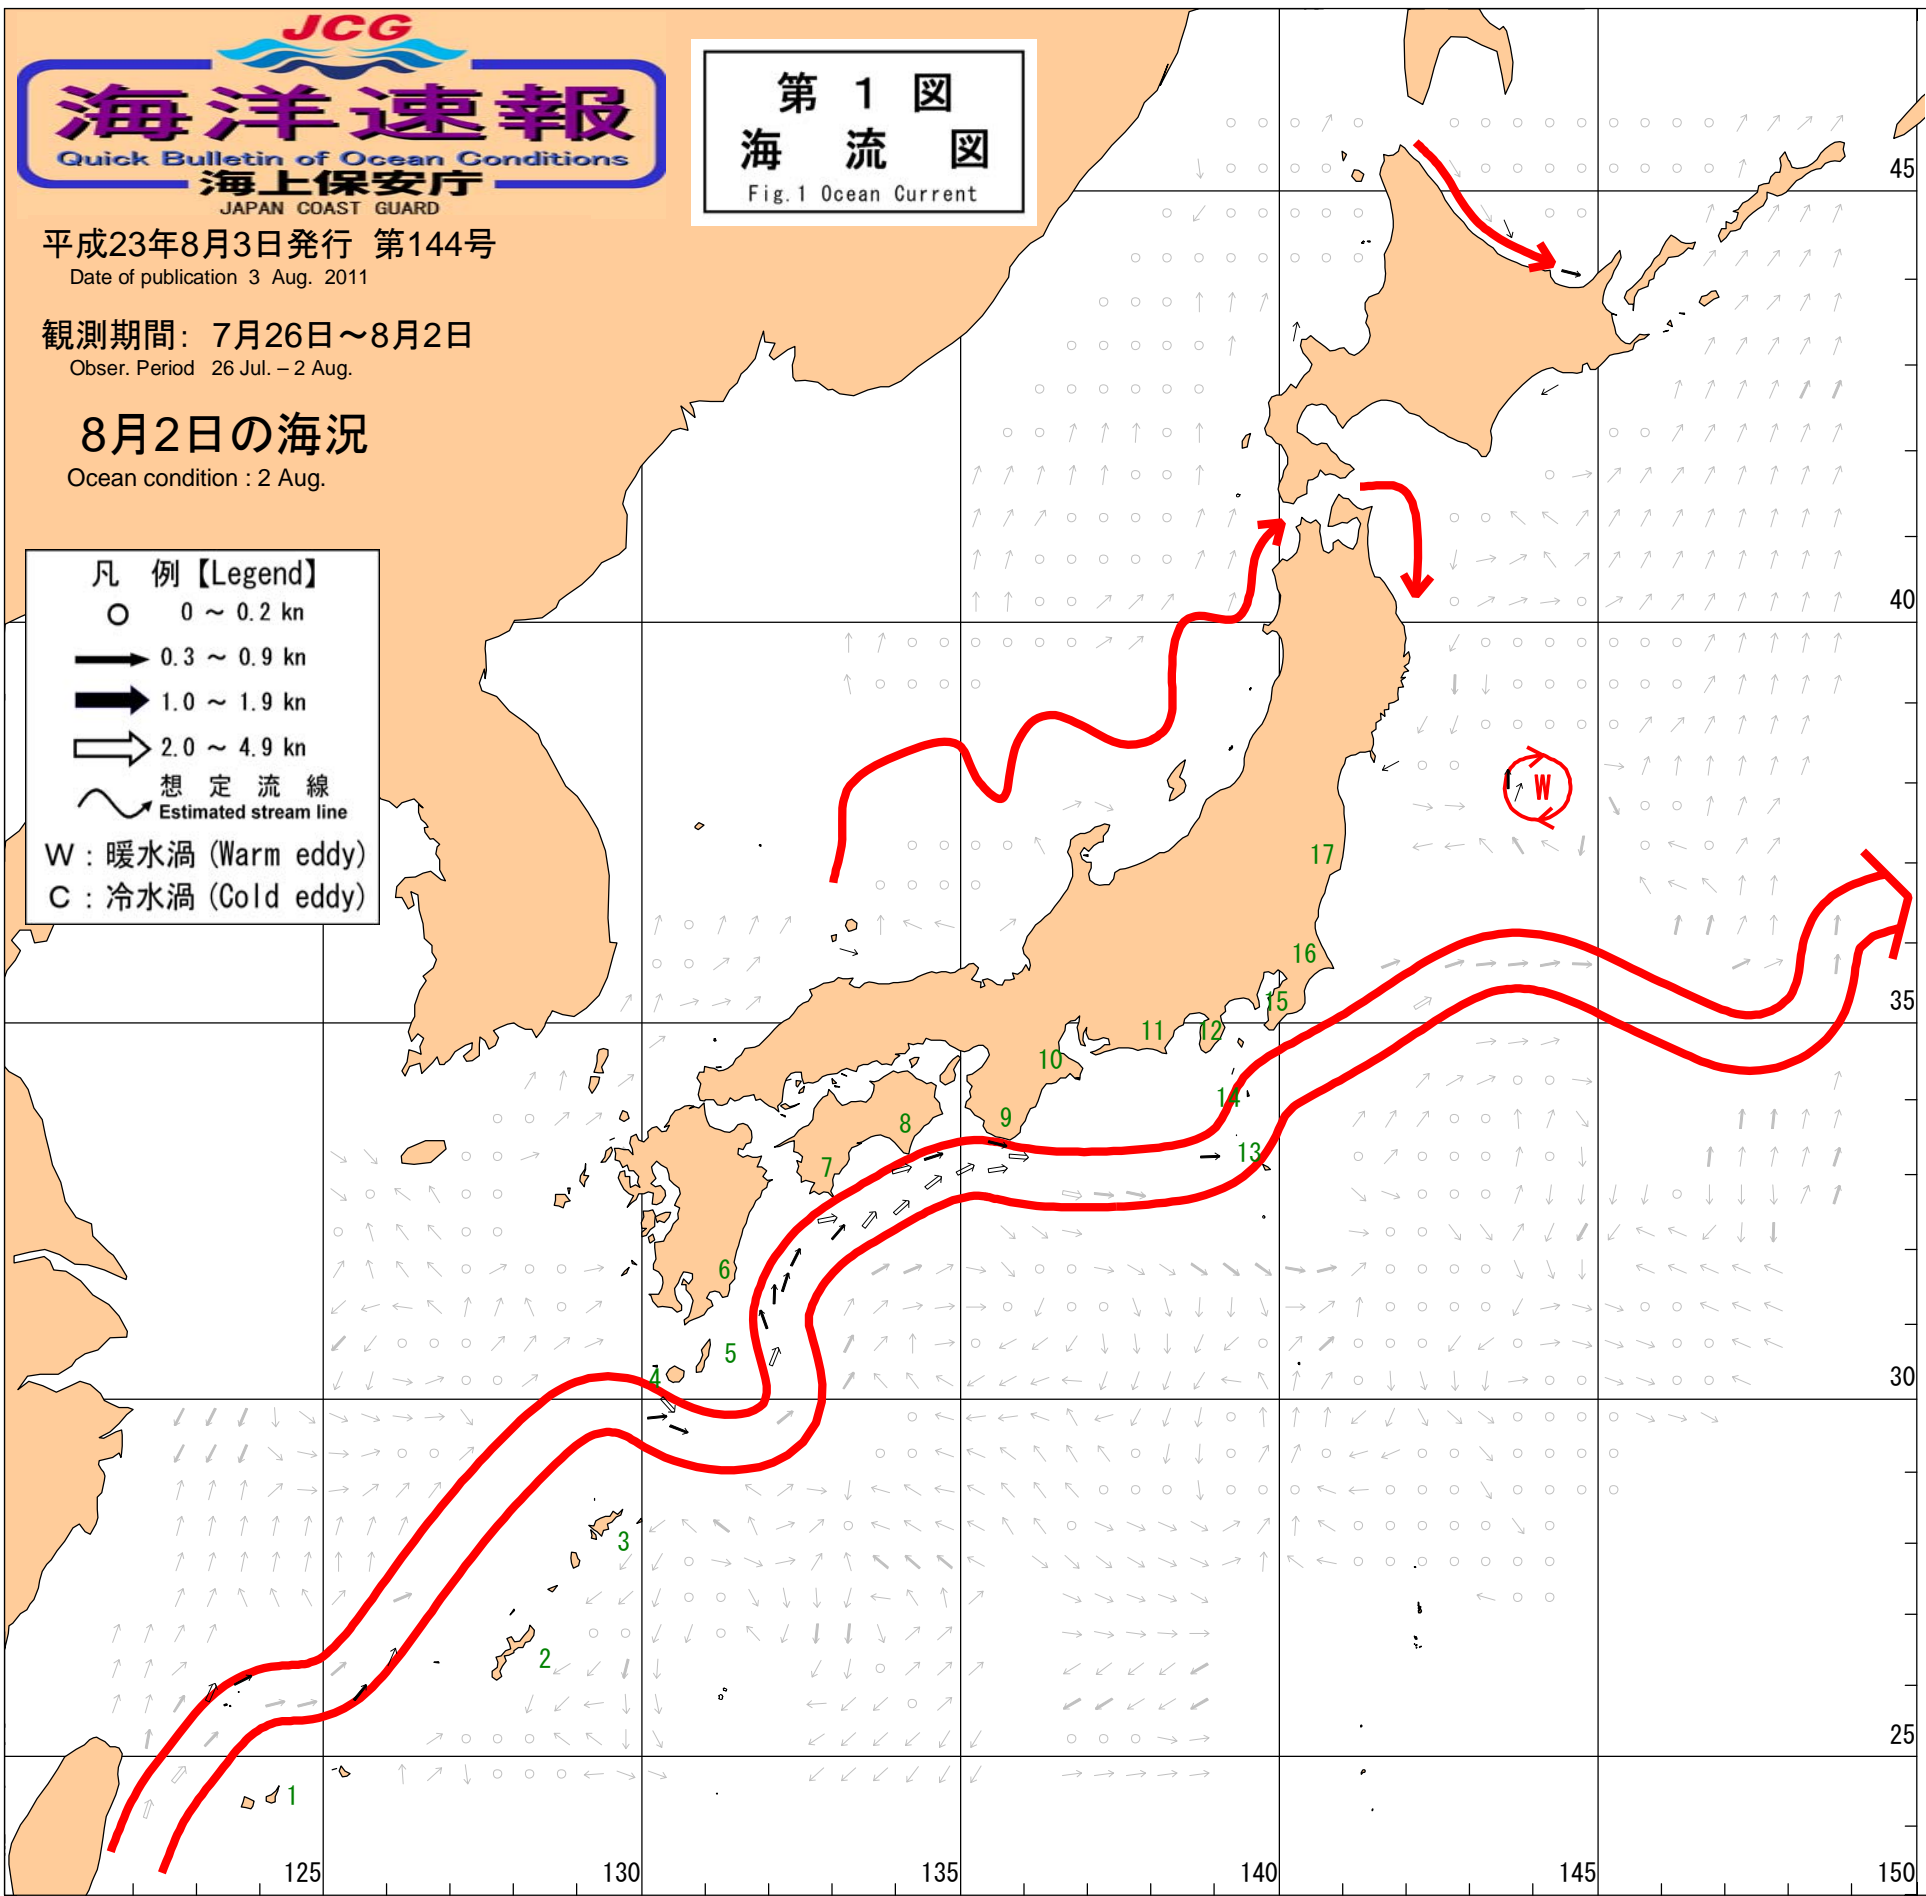 JCG
海洋速報
Quick Bulletin of Ocean Conditions
海上保安庁
JAPAN COAST GUARD
平成23年8月3日発行 第144号
Date of publication 3 Aug. 2011
観測期間: 7月26日～8月2日
Obser. Period 26 Jul. – 2 Aug.
8月2日の海況
Ocean condition : 2 Aug.
第 1 図
海 流 図
Fig.1 Ocean Current
凡 例【Legend】
0 ～ 0.2 kn
0.3 ～ 0.9 kn
1.0 ～ 1.9 kn
2.0 ～ 4.9 kn
想 定 流 線
Estimated stream line
W : 暖水渦 (Warm eddy)
C : 冷水渦 (Cold eddy)
45
40
W
17
16
35
15
12
11
10
14
9
8
13
7
6
5
4
30
3
2
25
1
125
130
135
140
145
150